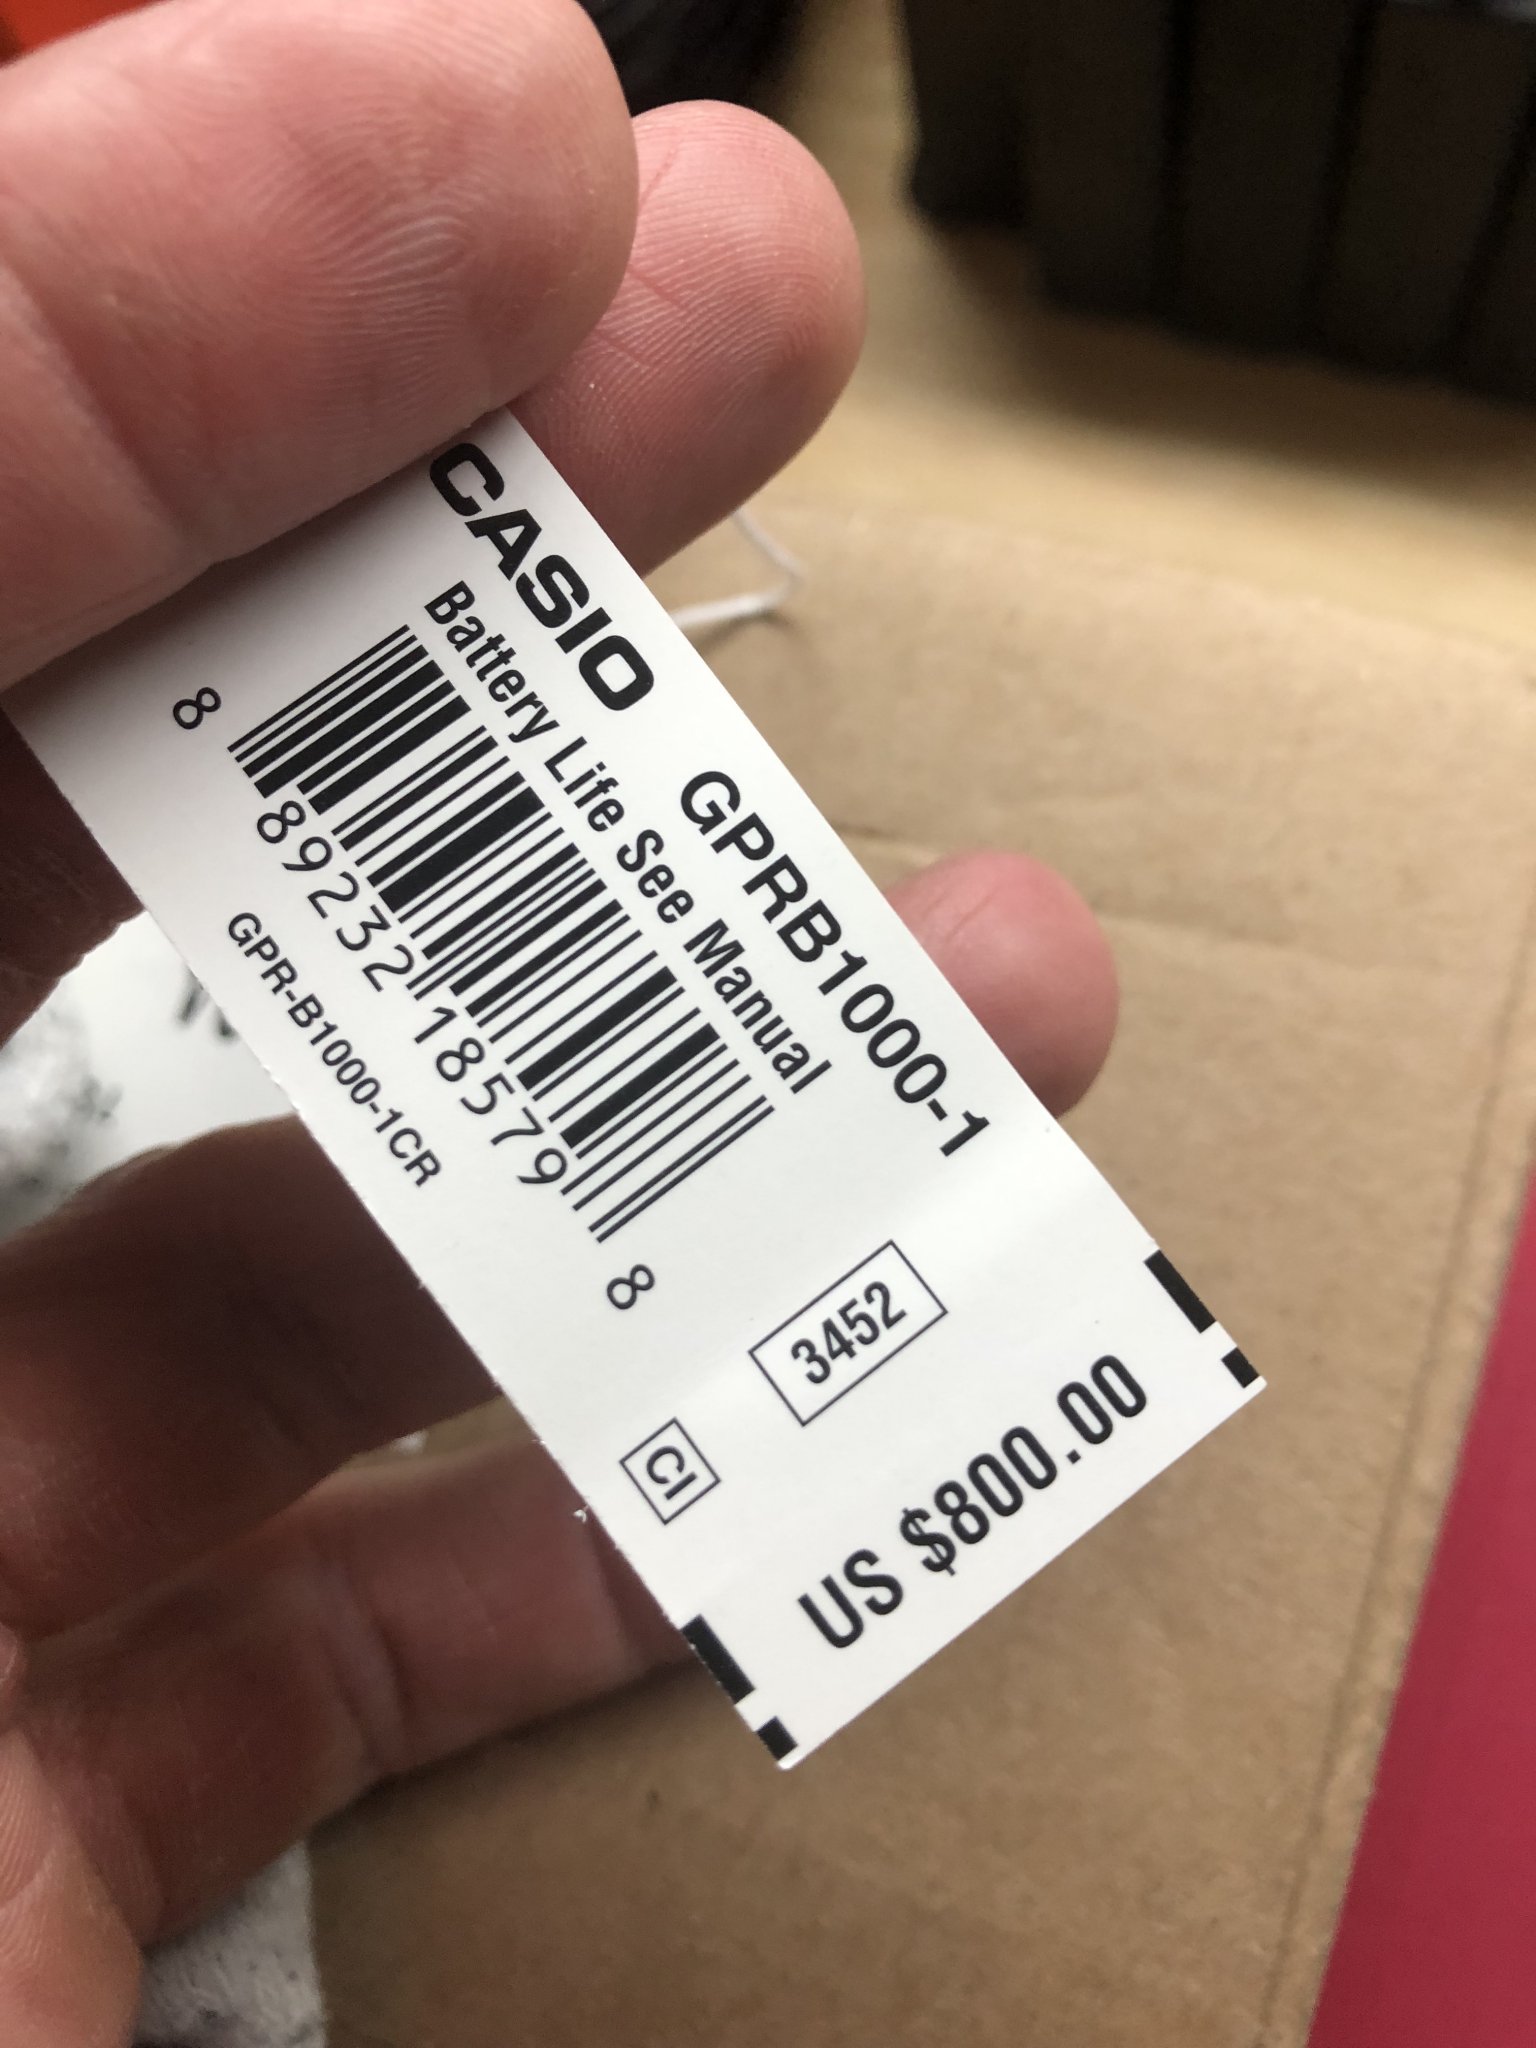 CASIO GPRB1000-1
Battery Life See Manual
8 89232 18579 8
GPR-B1000-1CR
3452
CI
US $800.00